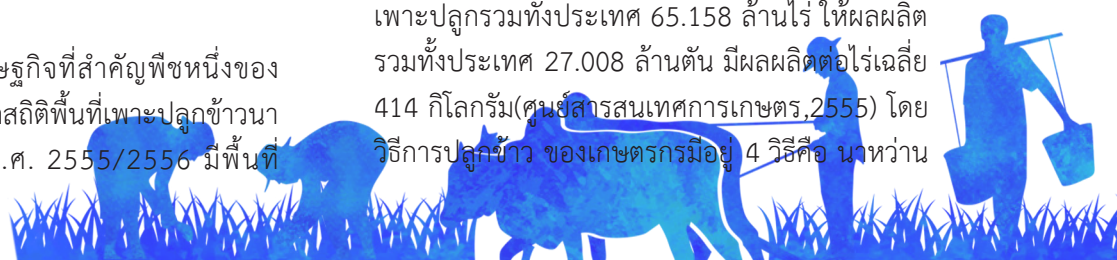 ษฐกิจที่สำคัญพืชหนึ่งของ
สถิติพื้นที่เพาะปลูกข้าวนา
.ศ. 2555/2556 มีพื้นที่
เพาะปลูกรวมทั้งประเทศ 65.158 ล้านไร่ ให้ผลผลิต
รวมทั้งประเทศ 27.008 ล้านตัน มีผลผลิตต่อไร่เฉลี่ย
414 กิโลกรัม(ศูนย์สารสนเทศการเกษตร,2555) โดย
วิธีการปลูกข้าว ของเกษตรกรมีอยู่ 4 วิธีคือ นาหว่าน